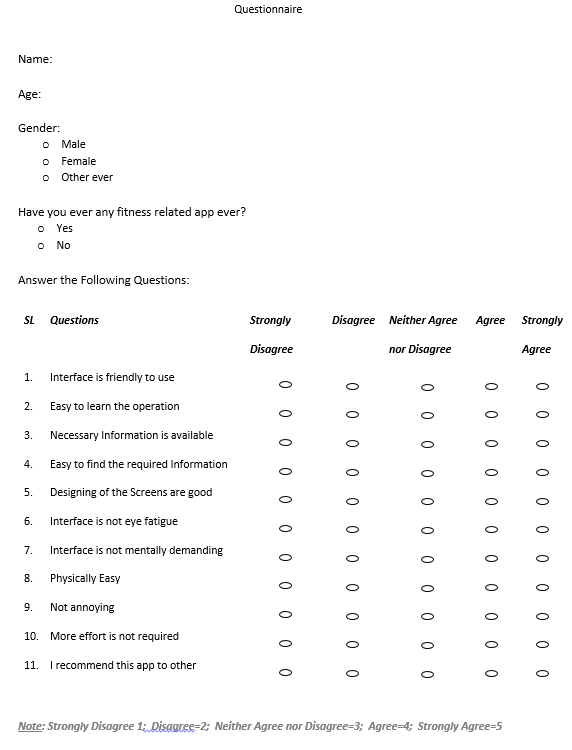 Questionnaire
Name:
Age:
Gender:
o Male
o Female
o Other ever
Have you ever any fitness related app ever?
o Yes
o No
Answer the Following Questions:
SL Questions Strongly Disagree Neither Agree Agree Strongly
Disagree nor Disagree Agree
1. Interface is friendly to use
2. Easy to learn the operation
3. Necessary Information is available
4. Easy to find the required Information
5. Designing of the Screens are good
6. Interface is not eye fatigue
7. Interface is not mentally demanding
8. Physically Easy
9. Not annoying
10. More effort is not required
11. I recommend this app to other
Note: Strongly Disagree 1; Disagree=2; Neither Agree nor Disagree=3; Agree=4; Strongly Agree=5